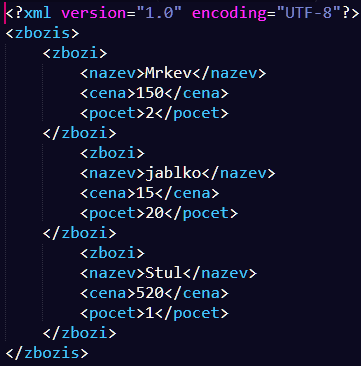 <?xml version="1.0" encoding="UTF-8"?>
<zbozis>
    <zbozi>
        <nazev>Mrkev</nazev>
        <cena>150</cena>
        <pocet>2</pocet>
    </zbozi>
        <zbozi>
        <nazev>jablko</nazev>
        <cena>15</cena>
        <pocet>20</pocet>
    </zbozi>
        <zbozi>
        <nazev>Stul</nazev>
        <cena>520</cena>
        <pocet>1</pocet>
    </zbozi>
</zbozis>